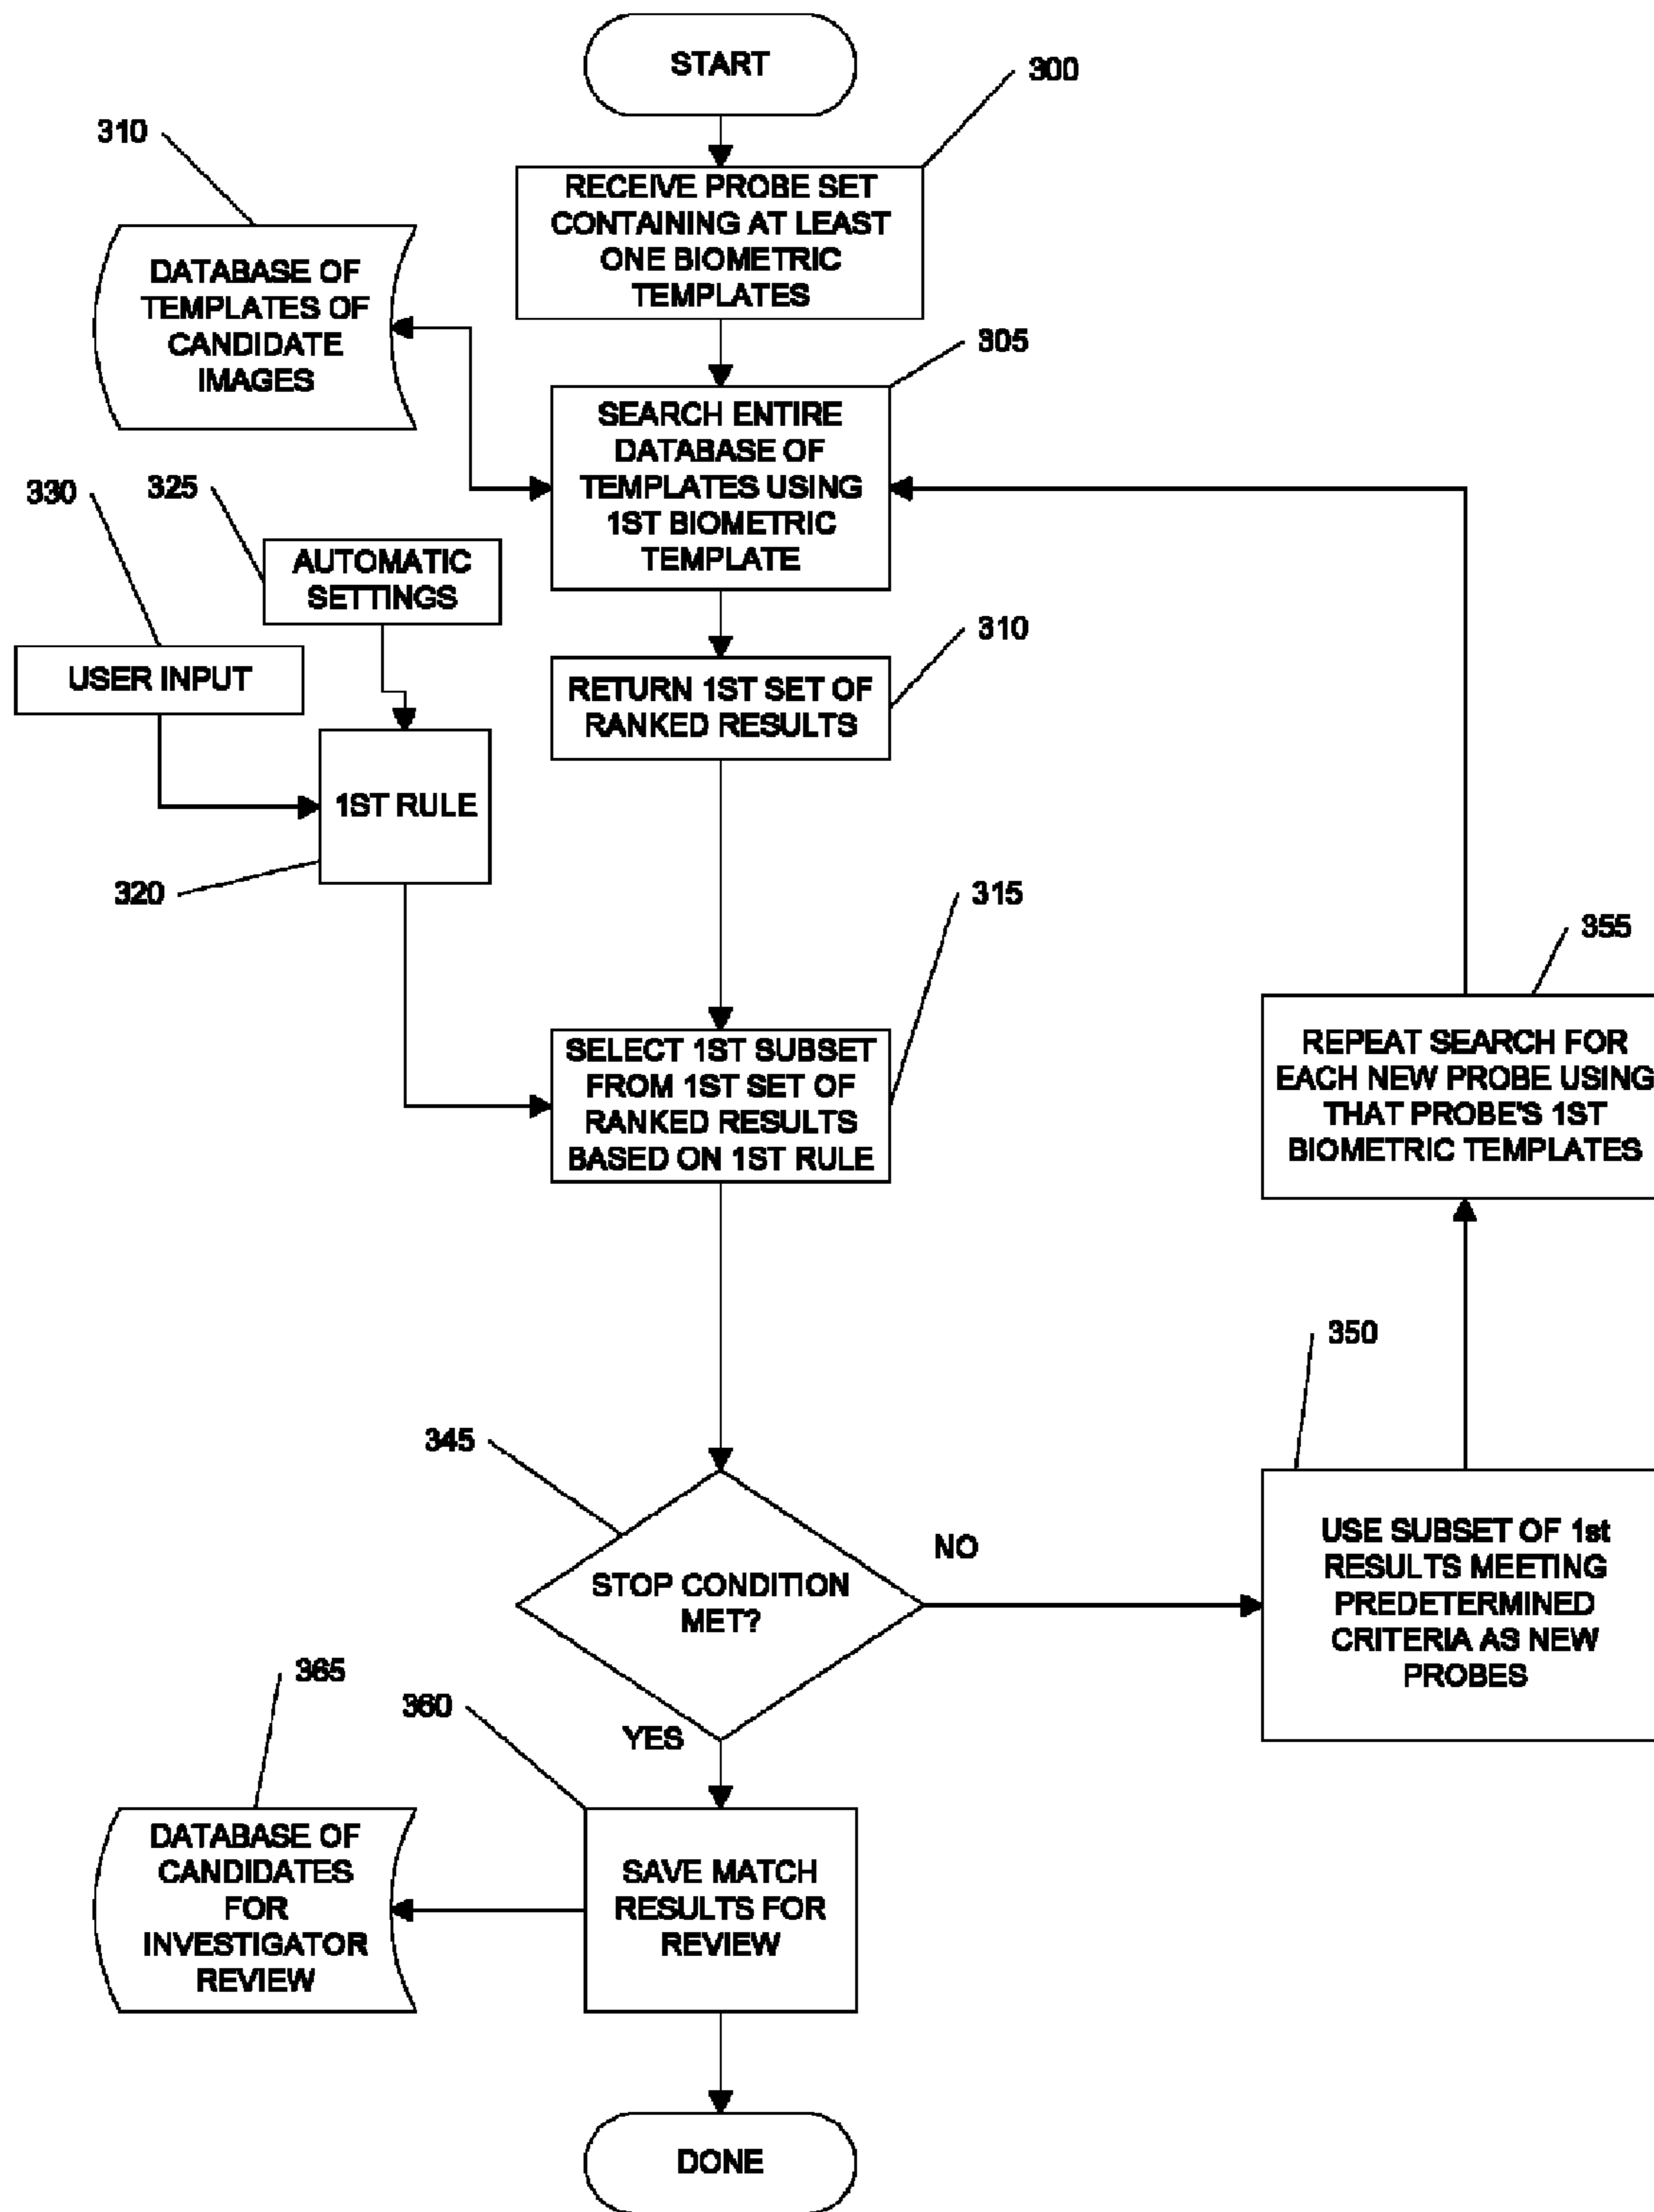 START
300
310
RECEIVE PROBE SET
CONTAINING AT LEAST
ONE BIOMETRIC
TEMPLATES
DATABASE OF
TEMPLATES OF
CANDIDATE
IMAGES
305
SEARCH ENTIRE
DATABASE OF
TEMPLATES USING
1ST BIOMETRIC
TEMPLATE
330
325
AUTOMATIC
SETTINGS
USER INPUT
310
RETURN 1ST SET OF
RANKED RESULTS
1ST RULE
320
315
355
SELECT 1ST SUBSET
FROM 1ST SET OF
RANKED RESULTS
BASED ON 1ST RULE
REPEAT SEARCH FOR
EACH NEW PROBE USING
THAT PROBE'S 1ST
BIOMETRIC TEMPLATES
350
345
STOP CONDITION
MET?
NO
USE SUBSET OF 1st
RESULTS MEETING
PREDETERMINED
CRITERIA AS NEW
PROBES
YES
365
360
DATABASE OF
CANDIDATES
FOR
INVESTIGATOR
REVIEW
SAVE MATCH
RESULTS FOR
REVIEW
DONE